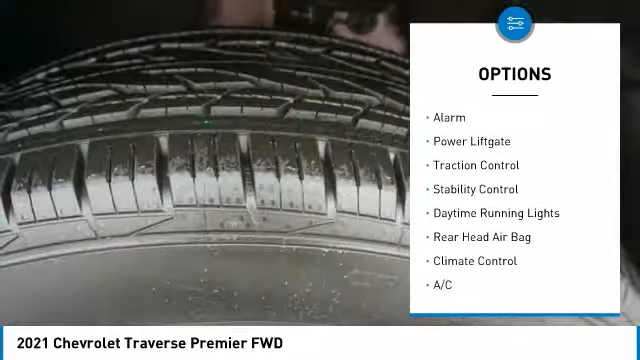 OPTIONS
Alarm
Power Liftgate
Traction Control
Stability Control
Daytime Running Lights
Rear Head Air Bag
Climate Control
A/C
2021 Chevrolet Traverse Premier FWD